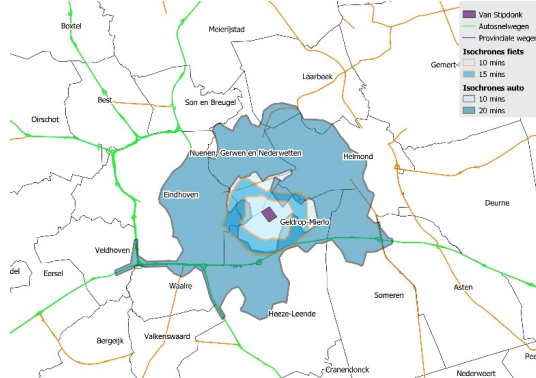 Van Stipdonk
Autosnelwegen
Provinciale wegen
Isochrones fiets
10 mins
15 mins
Isochrones auto
10 mins
20 mins
Boxtel
Meierijstad
Gemert-
Laarbeek
Best
Son en Breugel
Oirschot
Nuenen, Gerwen en Nederwetten
Helmond
Eindhoven
Deurne
Geldrop-Mierlo
Veldhoven
del
Eersel
Waalre
Someren
Asten
Heeze-Leende
Bergeijk
Valkenswaard
Pee
Cranendonck
Nederweert